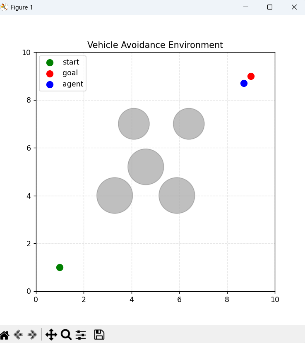 Figure 1
Vehicle Avoidance Environment
start
goal
agent
10
8
6
4
2
0
0 2 4 6 8 10